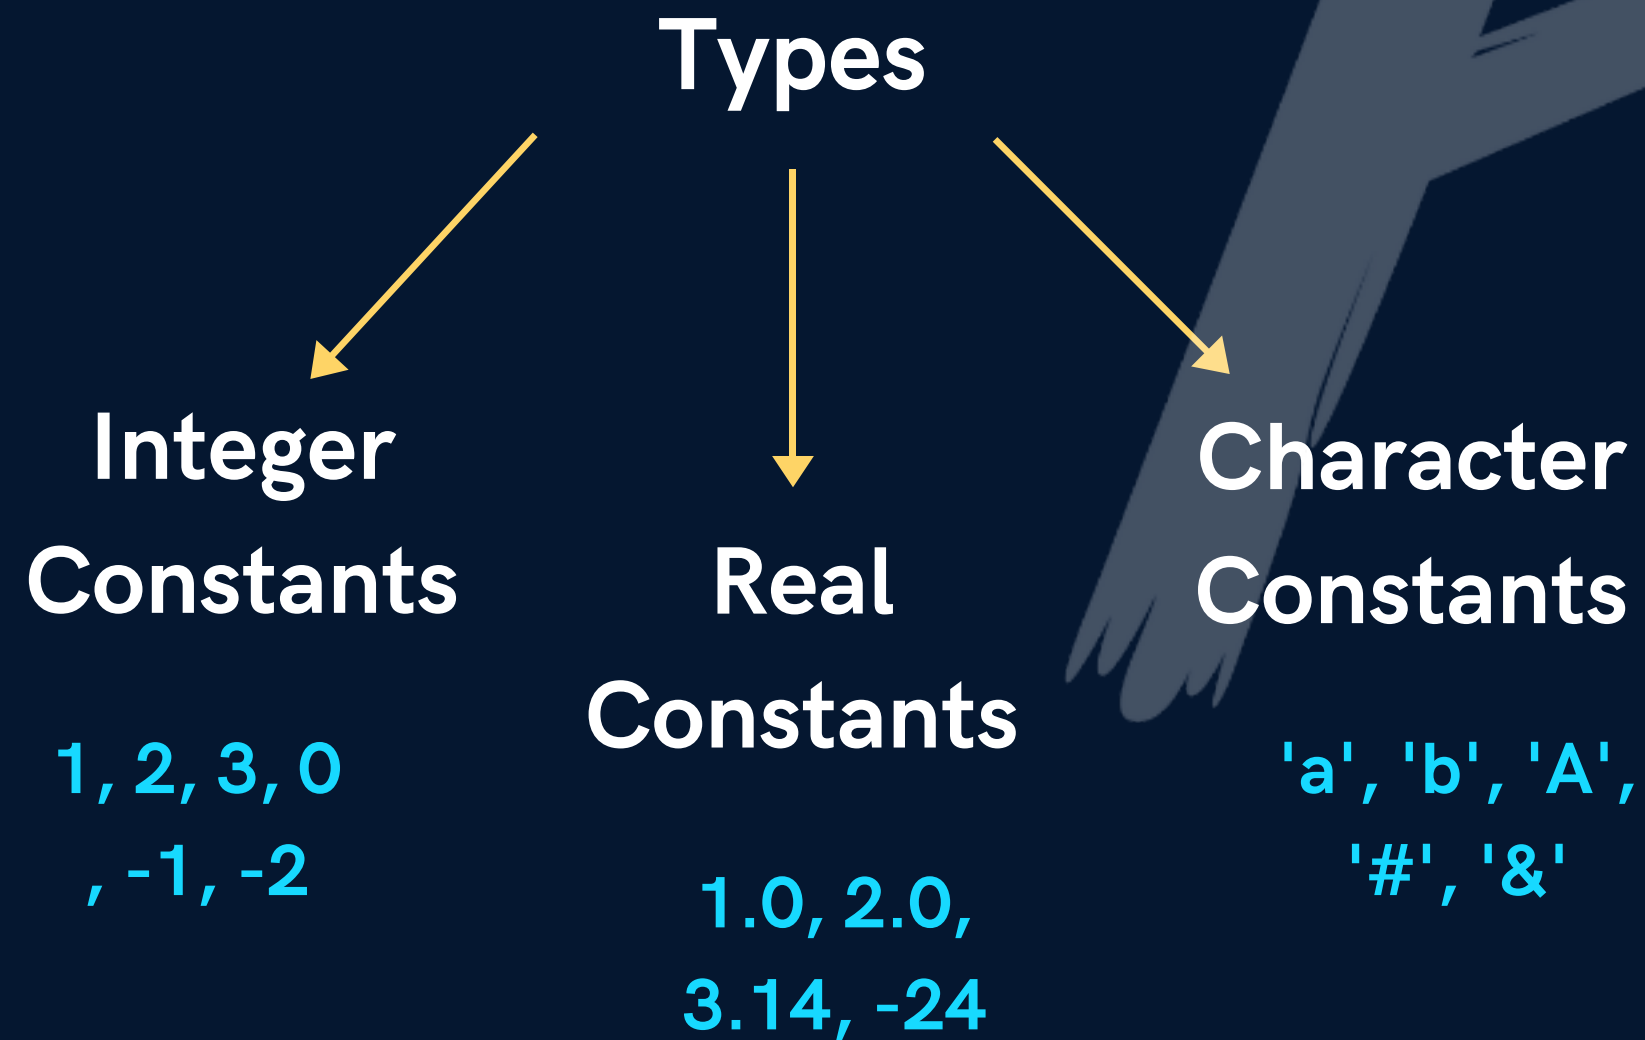 Types
Integer
Constants
1, 2, 3, 0
, -1, -2
Real
Constants
1.0, 2.0,
3.14, -24
Character
Constants
'a', 'b', 'A',
'#', '&'